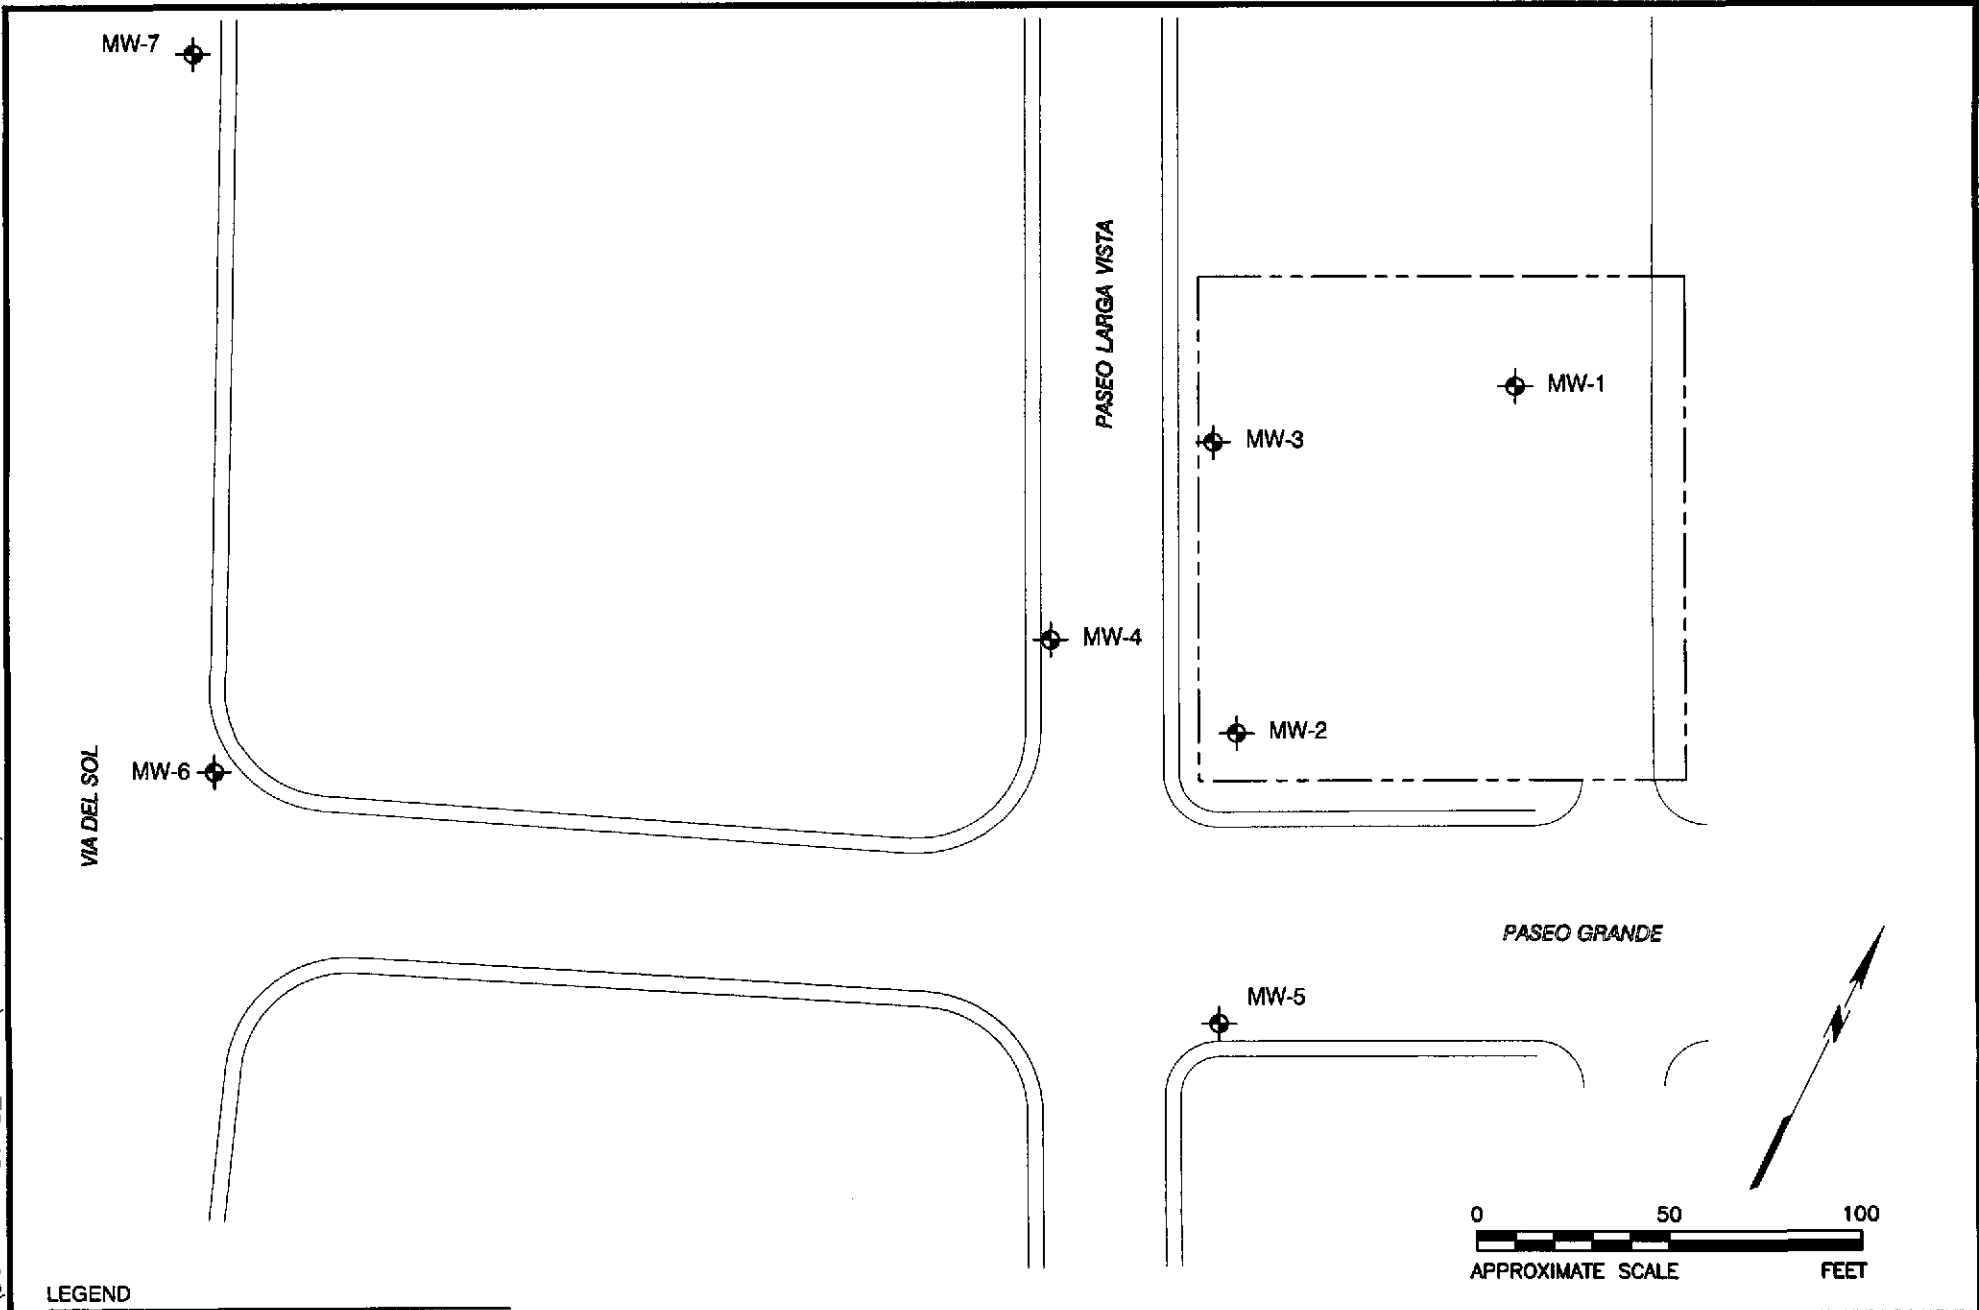 MW-7
PASEO LARGA VISTA
MW-1
MW-3
MW-4
MW-2
VIA DEL SOL
MW-6
PASEO GRANDE
MW-5
0 50 100
APPROXIMATE SCALE FEET
LEGEND